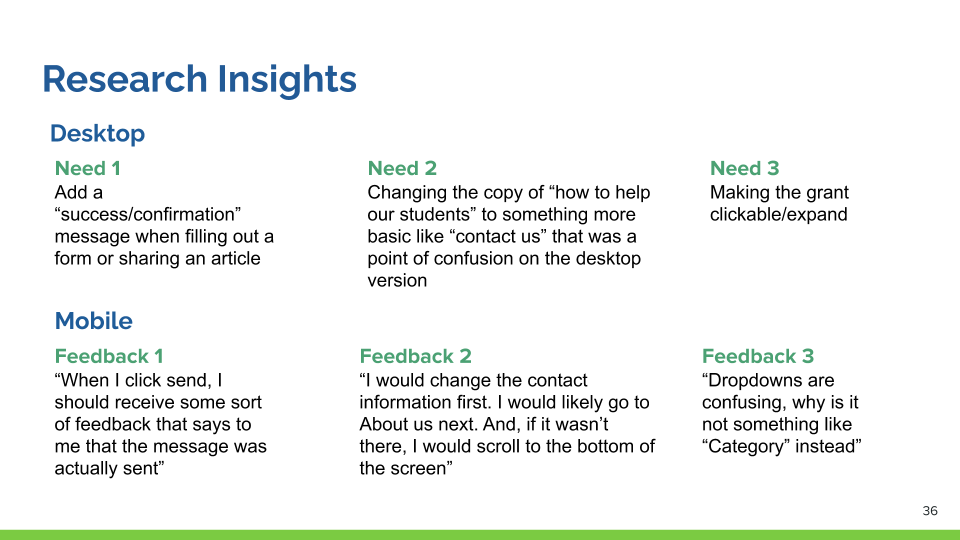 Research Insights
Desktop
Need 1
Add a
“success/confirmation”
message when filling out a
form or sharing an article
Need 2
Changing the copy of “how to help
our students” to something more
basic like “contact us” that was a
point of confusion on the desktop
version
Need 3
Making the grant
clickable/expand
Mobile
Feedback 1
“When I click send, I
should receive some sort
of feedback that says to
me that the message was
actually sent”
Feedback 2
“I would change the contact
information first. I would likely go to
About us next. And, if it wasn’t
there, I would scroll to the bottom of
the screen”
Feedback 3
“Dropdowns are
confusing, why is it
not something like
“Category” instead”
36